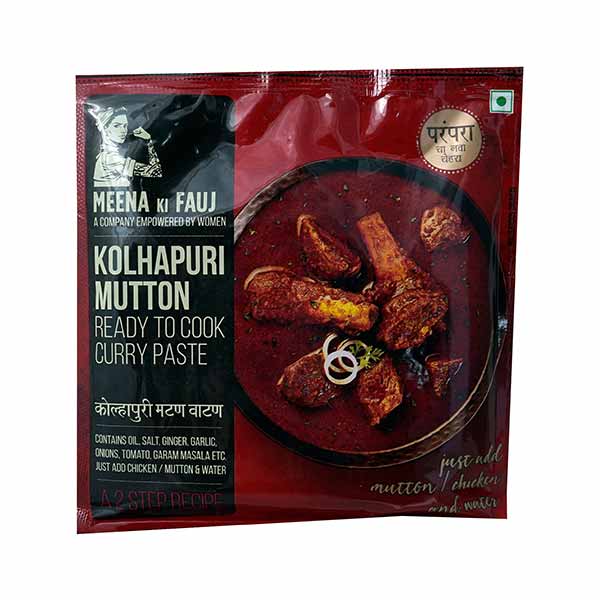 MEENA KI FAUJ
A COMPANY EMPOWERED BY WOMEN
KOLHAPURI
MUTTON
READY TO COOK
CURRY PASTE
कोल्हापुरी मटण वाटण
CONTAINS OIL, SALT, GINGER, GARLIC,
ONIONS, TOMATO, GARAM MASALA ETC.
JUST ADD CHICKEN / MUTTON & WATER
A 2 STEP RECIPE
परंपरा
चा नवा
चेहरा
just add
mutton / chicken
and water